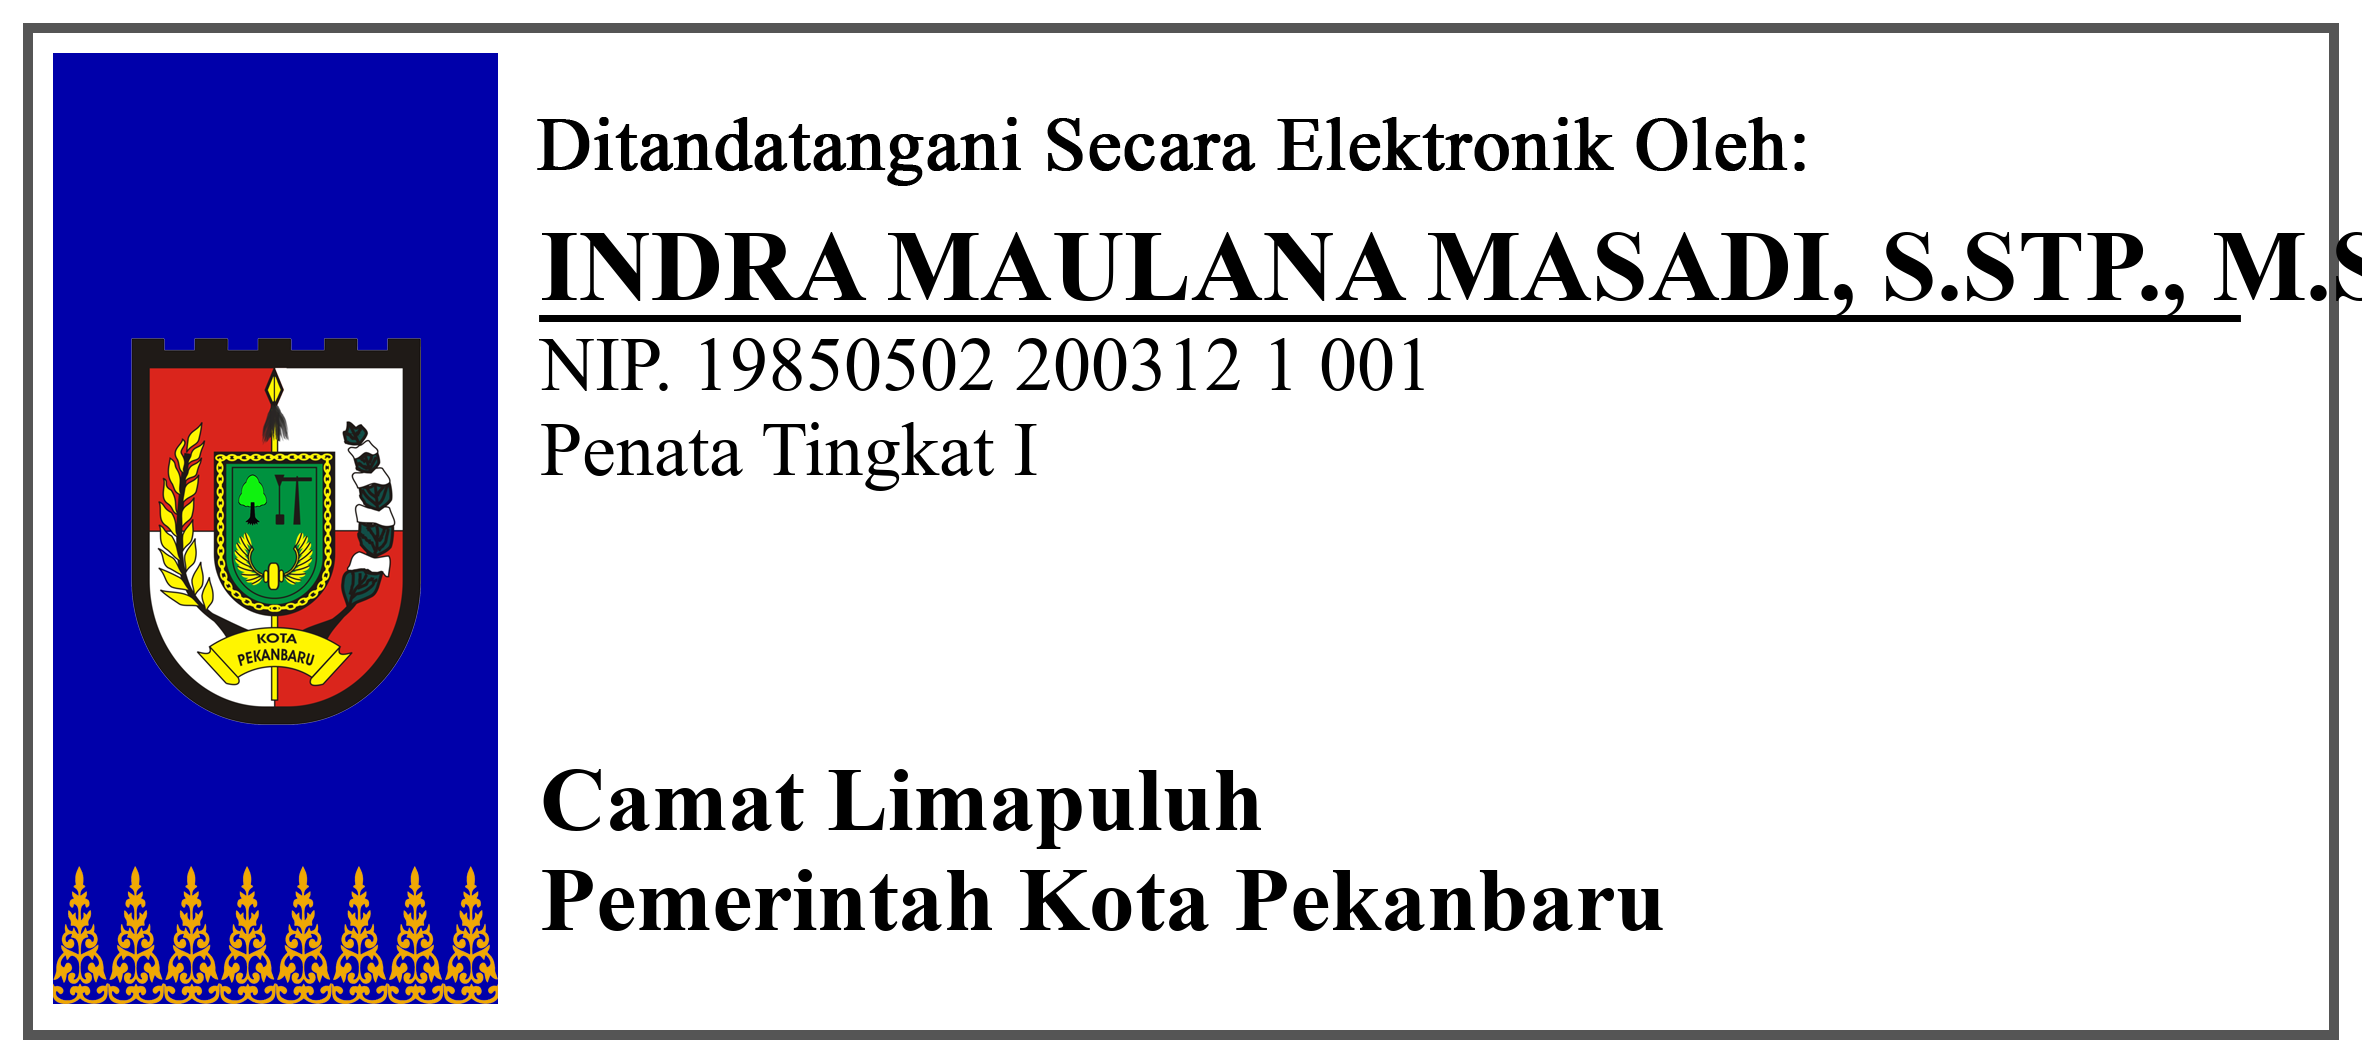 Ditandatangani Secara Elektronik Oleh:
INDRA MAULANA MASADI, S.STP., M.S
NIP. 19850502 200312 1 001
Penata Tingkat I
KOTA
PEKANBARU
Camat Limapuluh
Pemerintah Kota Pekanbaru